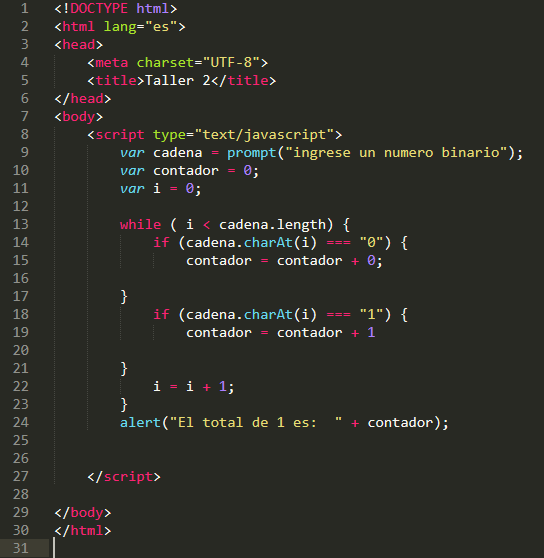 1 <!DOCTYPE html>
2 <html lang="es">
3 <head>
4     <meta charset="UTF-8">
5     <title>Taller 2</title>
6 </head>
7 <body>
8     <script type="text/javascript">
9         var cadena = prompt("ingrese un numero binario");
10         var contador = 0;
11         var i = 0;
12
13         while ( i < cadena.length) {
14             if (cadena.charAt(i) === "0") {
15                 contador = contador + 0;
16
17         }
18             if (cadena.charAt(i) === "1") {
19                 contador = contador + 1
20
21         }
22             i = i + 1;
23         }
24         alert("El total de 1 es:  " + contador);
25
26
27     </script>
28
29 </body>
30 </html>
31